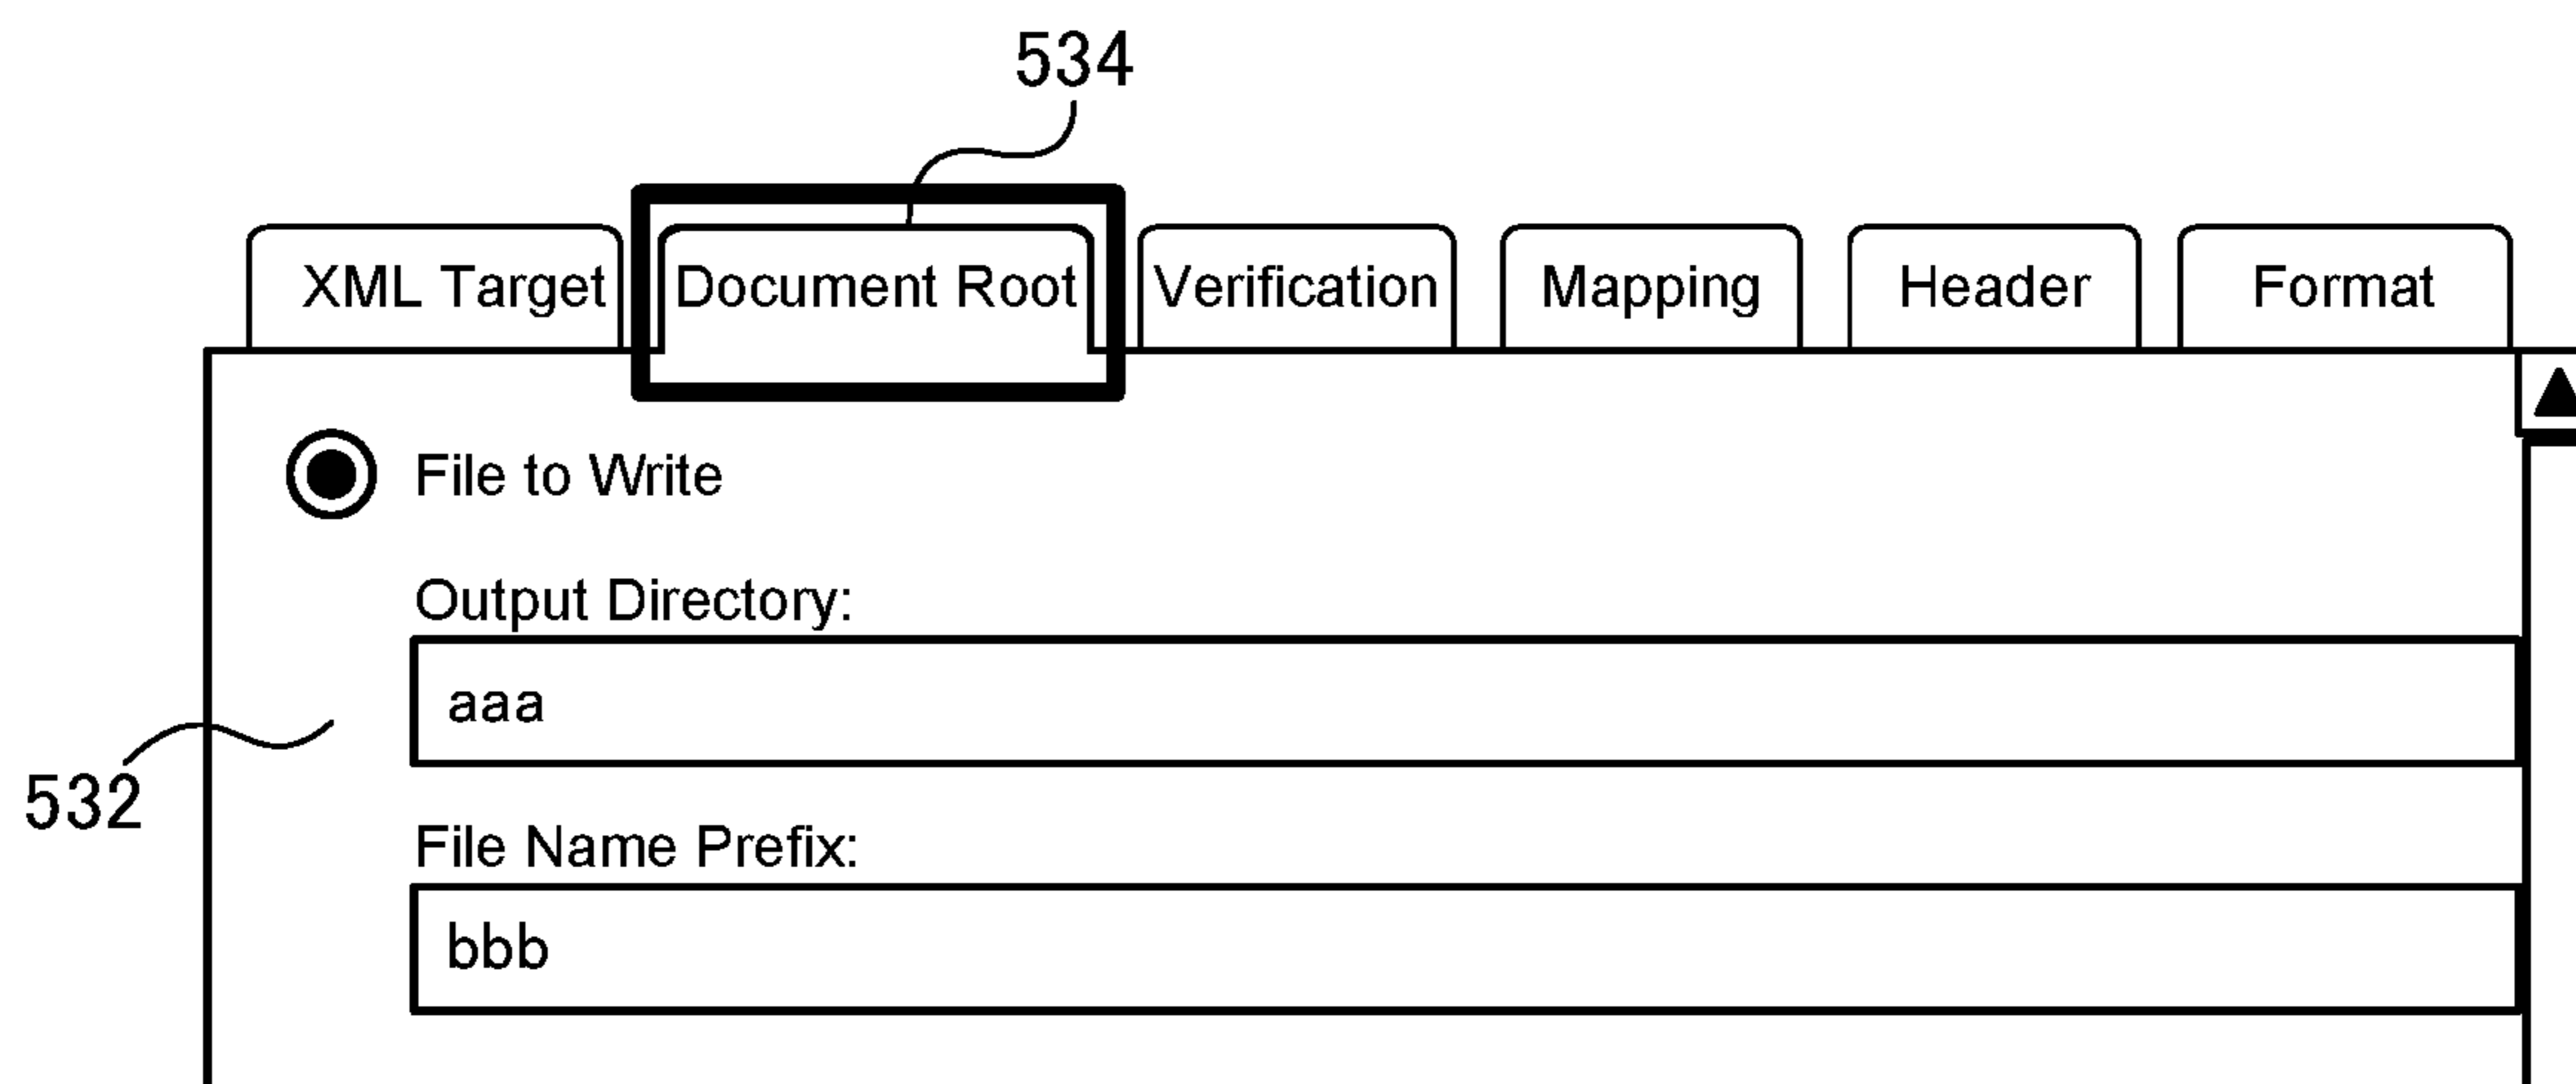 534
XML Target Document Root Verification Mapping Header Format
File to Write
Output Directory:
aaa
532
File Name Prefix:
bbb